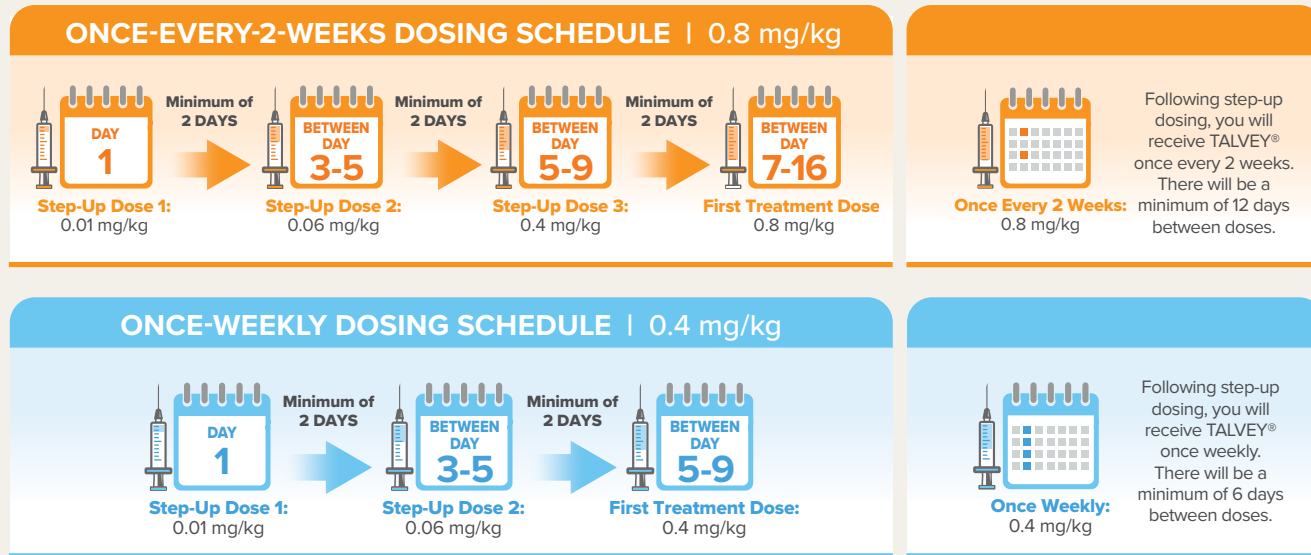 ONCE-EVERY-2-WEEKS DOSING SCHEDULE | 0.8 mg/kg
DAY
1
Step-Up Dose 1:
0.01 mg/kg
Minimum of
2 DAYS
BETWEEN
DAY
3-5
Step-Up Dose 2:
0.06 mg/kg
Minimum of
2 DAYS
BETWEEN
DAY
5-9
Step-Up Dose 3:
0.4 mg/kg
Minimum of
2 DAYS
BETWEEN
DAY
7-16
First Treatment Dose
0.8 mg/kg
Once Every 2 Weeks:
0.8 mg/kg
Following step-up
dosing, you will
receive TALVEY®
once every 2 weeks.
There will be a
minimum of 12 days
between doses.
ONCE-WEEKLY DOSING SCHEDULE | 0.4 mg/kg
DAY
1
Step-Up Dose 1:
0.01 mg/kg
Minimum of
2 DAYS
BETWEEN
DAY
3-5
Step-Up Dose 2:
0.06 mg/kg
Minimum of
2 DAYS
BETWEEN
DAY
5-9
First Treatment Dose:
0.4 mg/kg
Once Weekly:
0.4 mg/kg
Following step-up
dosing, you will
receive TALVEY®
once weekly.
There will be a
minimum of 6 days
between doses.